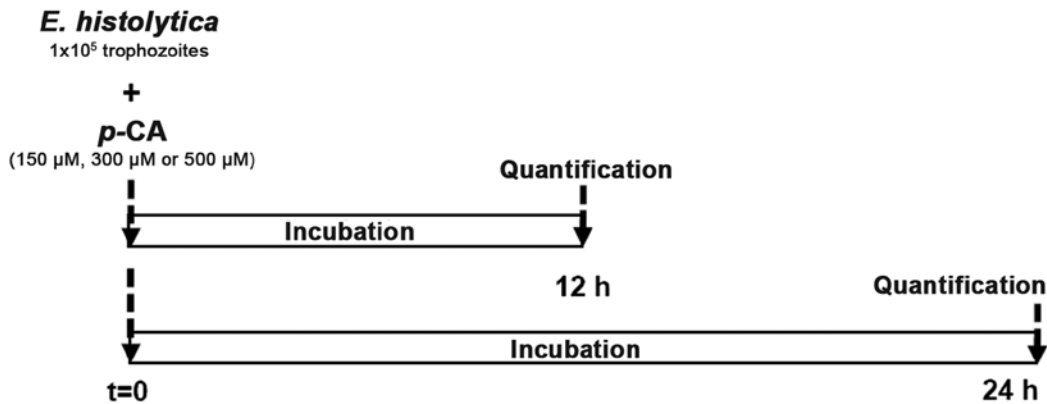 E. histolytica
1x10⁵ trophozoites
+
p-CA
(150 µM, 300 µM or 500 µM)
Quantification
Incubation
12 h
Quantification
Incubation
t=0
24 h